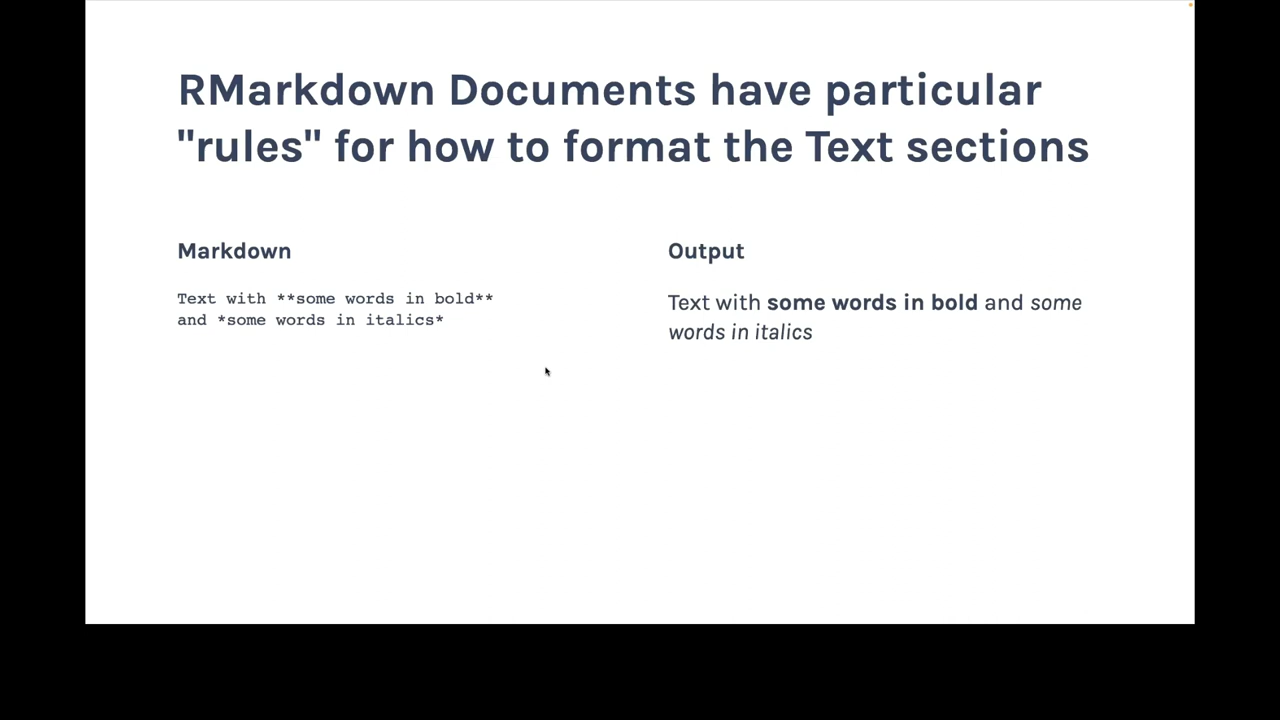 RMarkdown Documents have particular
"rules" for how to format the Text sections
Markdown
Text with **some words in bold**
and *some words in italics*
Output
Text with some words in bold and some
words in italics